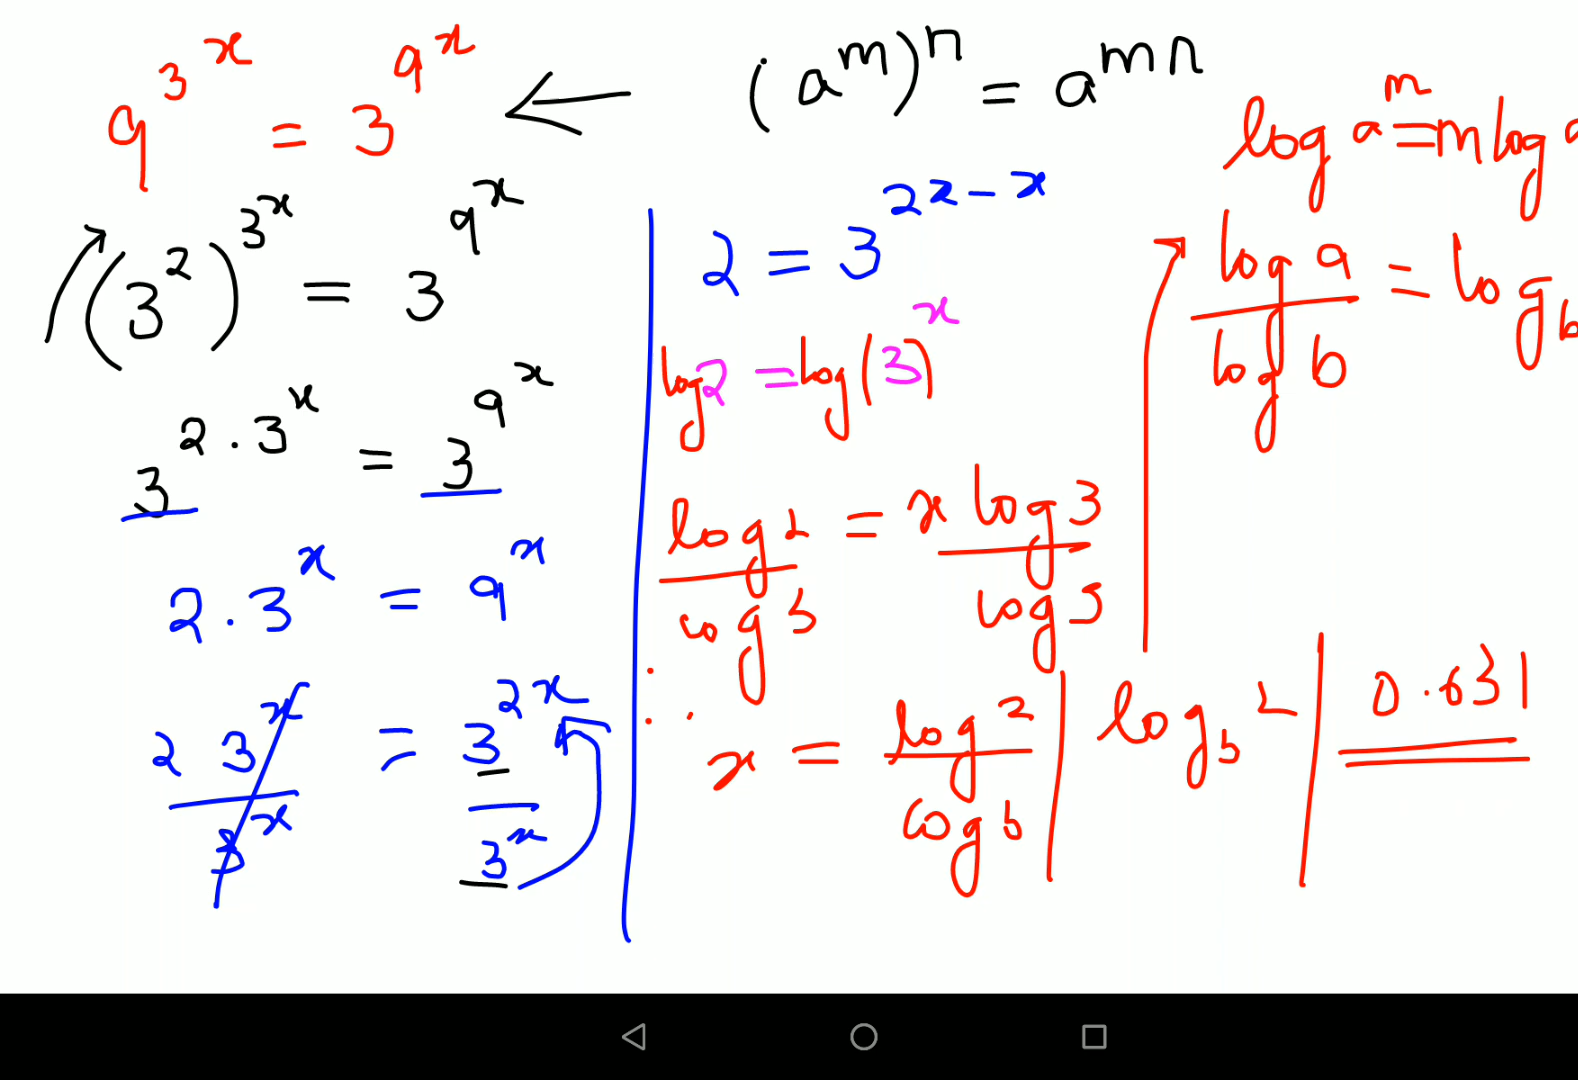 9^{3^x} = 3^{9^x} ← (a^m)^n = a^{mn}
(3^2)^{3^x} = 3^{9^x}
3^{2 . 3^x} = 3^{9^x}
2 . 3^x = 9^x
2 3^x / 3^x = 3^{2x} / 3^x
2 = 3^{2x - x}
log 2 = log (3)^x
log 2 / log 3 = x log 3 / log 3
∴ x = log 2 / log 3 | log_3 2 | 0.631
log a^m = m log a
log a / log b = log_b